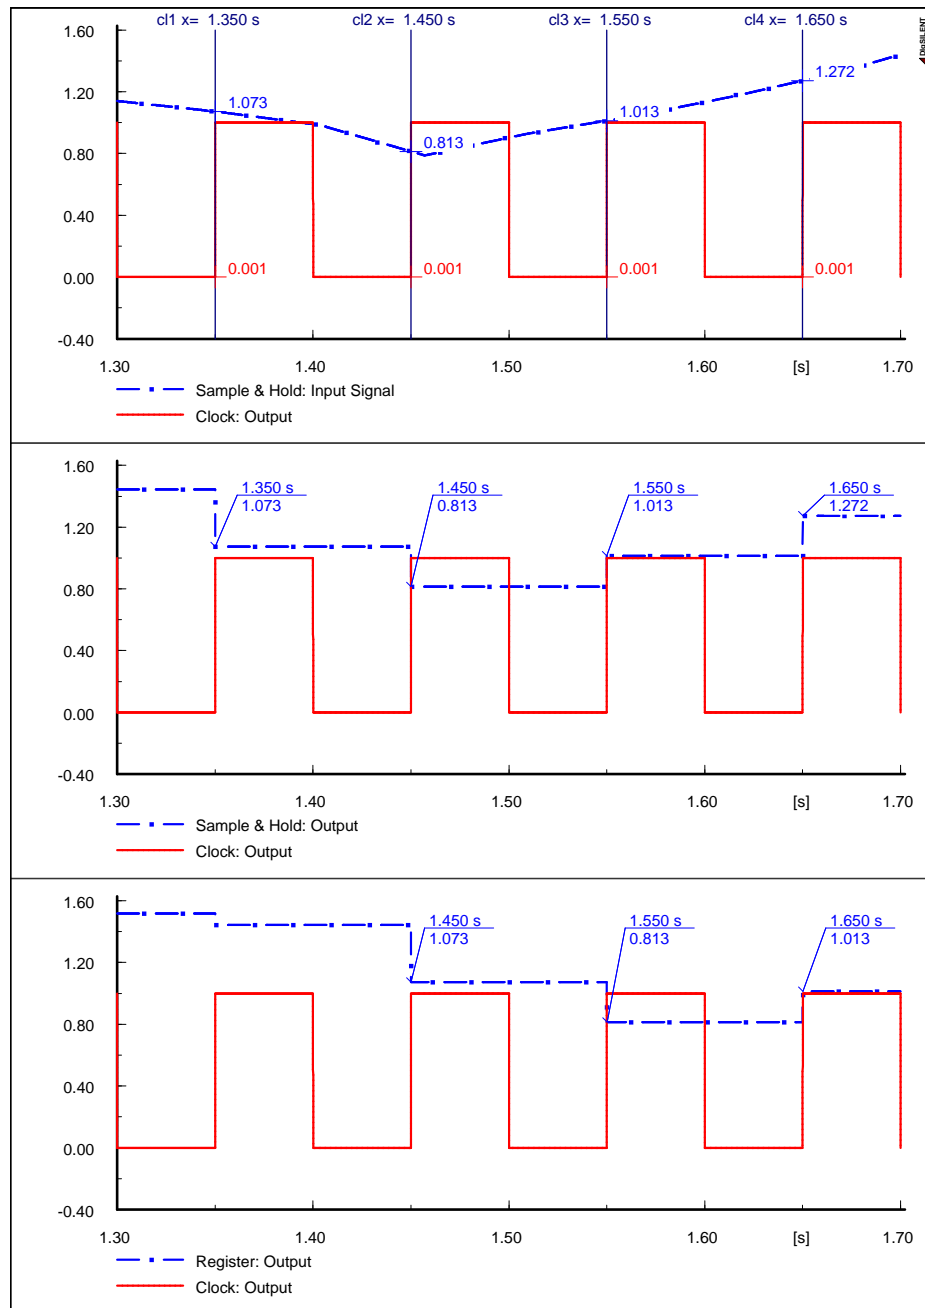 cl1 x= 1.350 s cl2 x= 1.450 s cl3 x= 1.550 s cl4 x= 1.650 s
DIgSILENT
1.60
1.20
0.80
0.40
0.00
-0.40
1.073
0.813
1.013
1.272
0.001
0.001
0.001
0.001
1.30 1.40 1.50 1.60 [s] 1.70
Sample & Hold: Input Signal
Clock: Output
1.60
1.20
0.80
0.40
0.00
-0.40
1.350 s
1.073
1.450 s
0.813
1.550 s
1.013
1.650 s
1.272
1.30 1.40 1.50 1.60 [s] 1.70
Sample & Hold: Output
Clock: Output
1.60
1.20
0.80
0.40
0.00
-0.40
1.450 s
1.073
1.550 s
0.813
1.650 s
1.013
1.30 1.40 1.50 1.60 [s] 1.70
Register: Output
Clock: Output